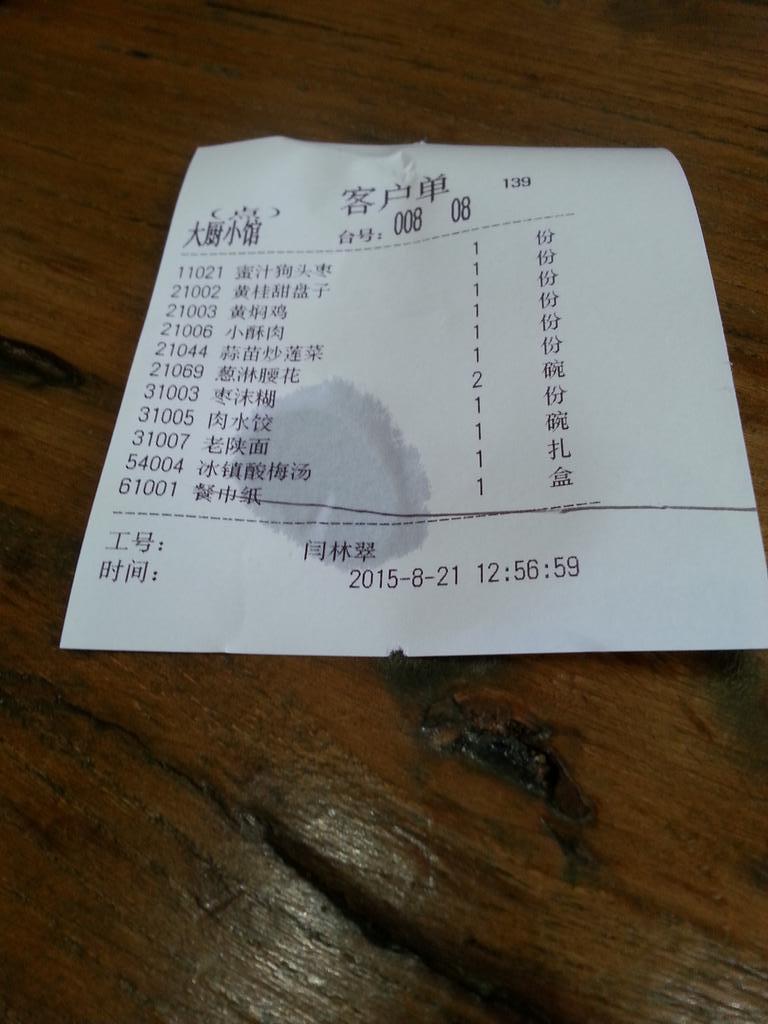 客户单 139
(点)
大厨小馆 台号: 008 08
11021 蜜汁狗头枣 1 份
21002 黄桂甜盘子 1 份
21003 黄焖鸡 1 份
21006 小酥肉 1 份
21044 蒜苗炒莲菜 1 份
21069 葱淋腰花 1 份
31003 枣沫糊 2 碗
31005 肉水饺 1 份
31007 老陕面 1 碗
54004 冰镇酸梅汤 1 扎
61001 餐巾纸 1 盒
工号: 闫林翠
时间: 2015-8-21 12:56:59